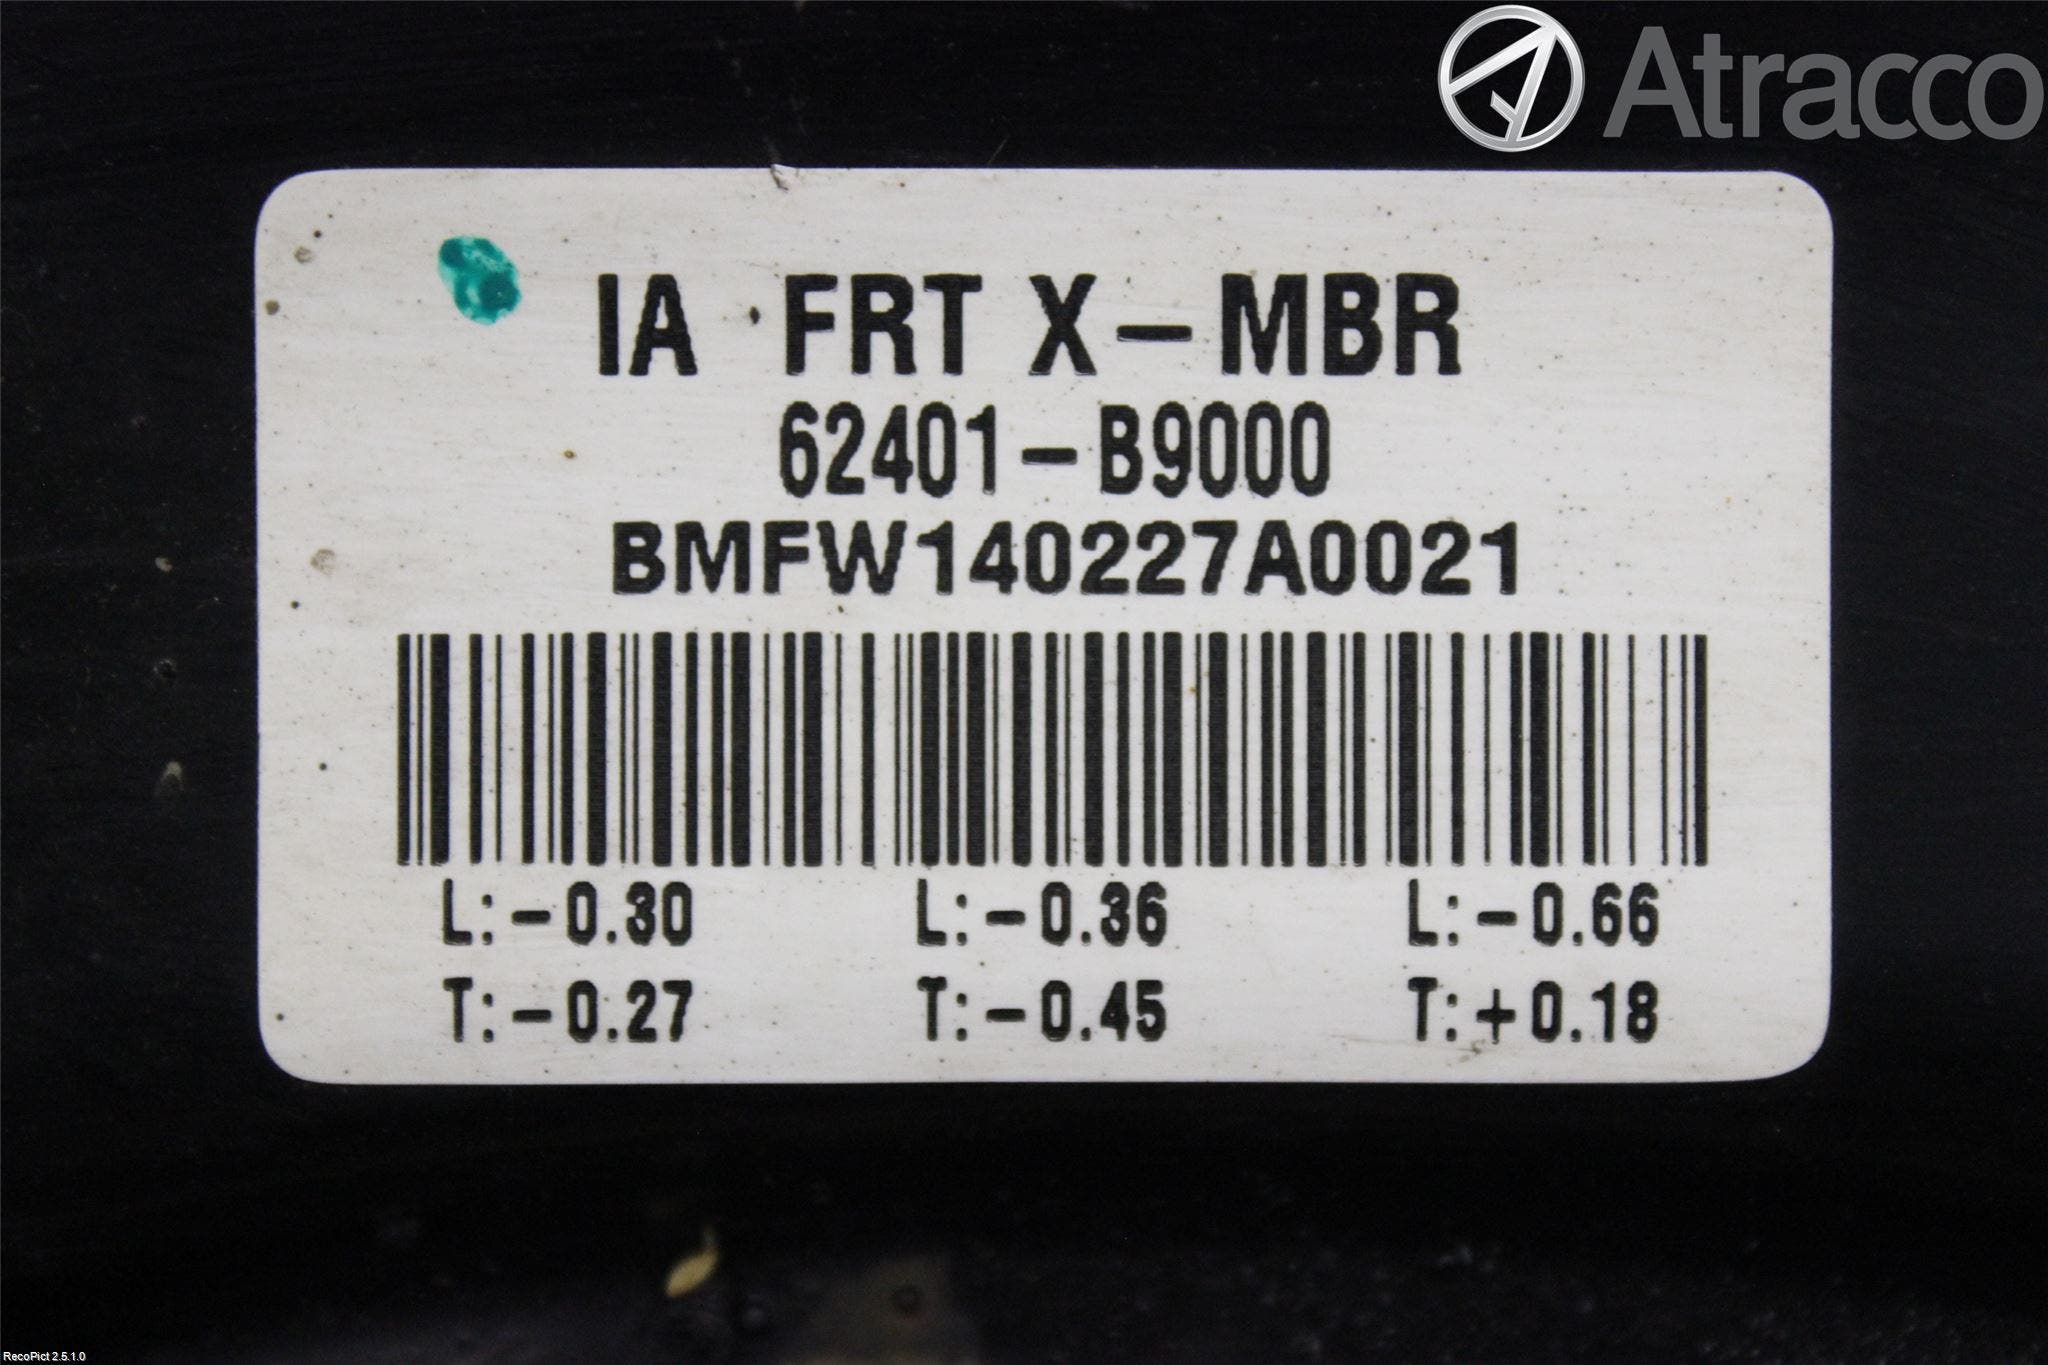 Atracco
IA FRT X-MBR
62401-B9000
BMFW140227A0021
L:-0.30 L:-0.36 L:-0.66
T:-0.27 T:-0.45 T:+0.18
RecoPict 2.5.1.0